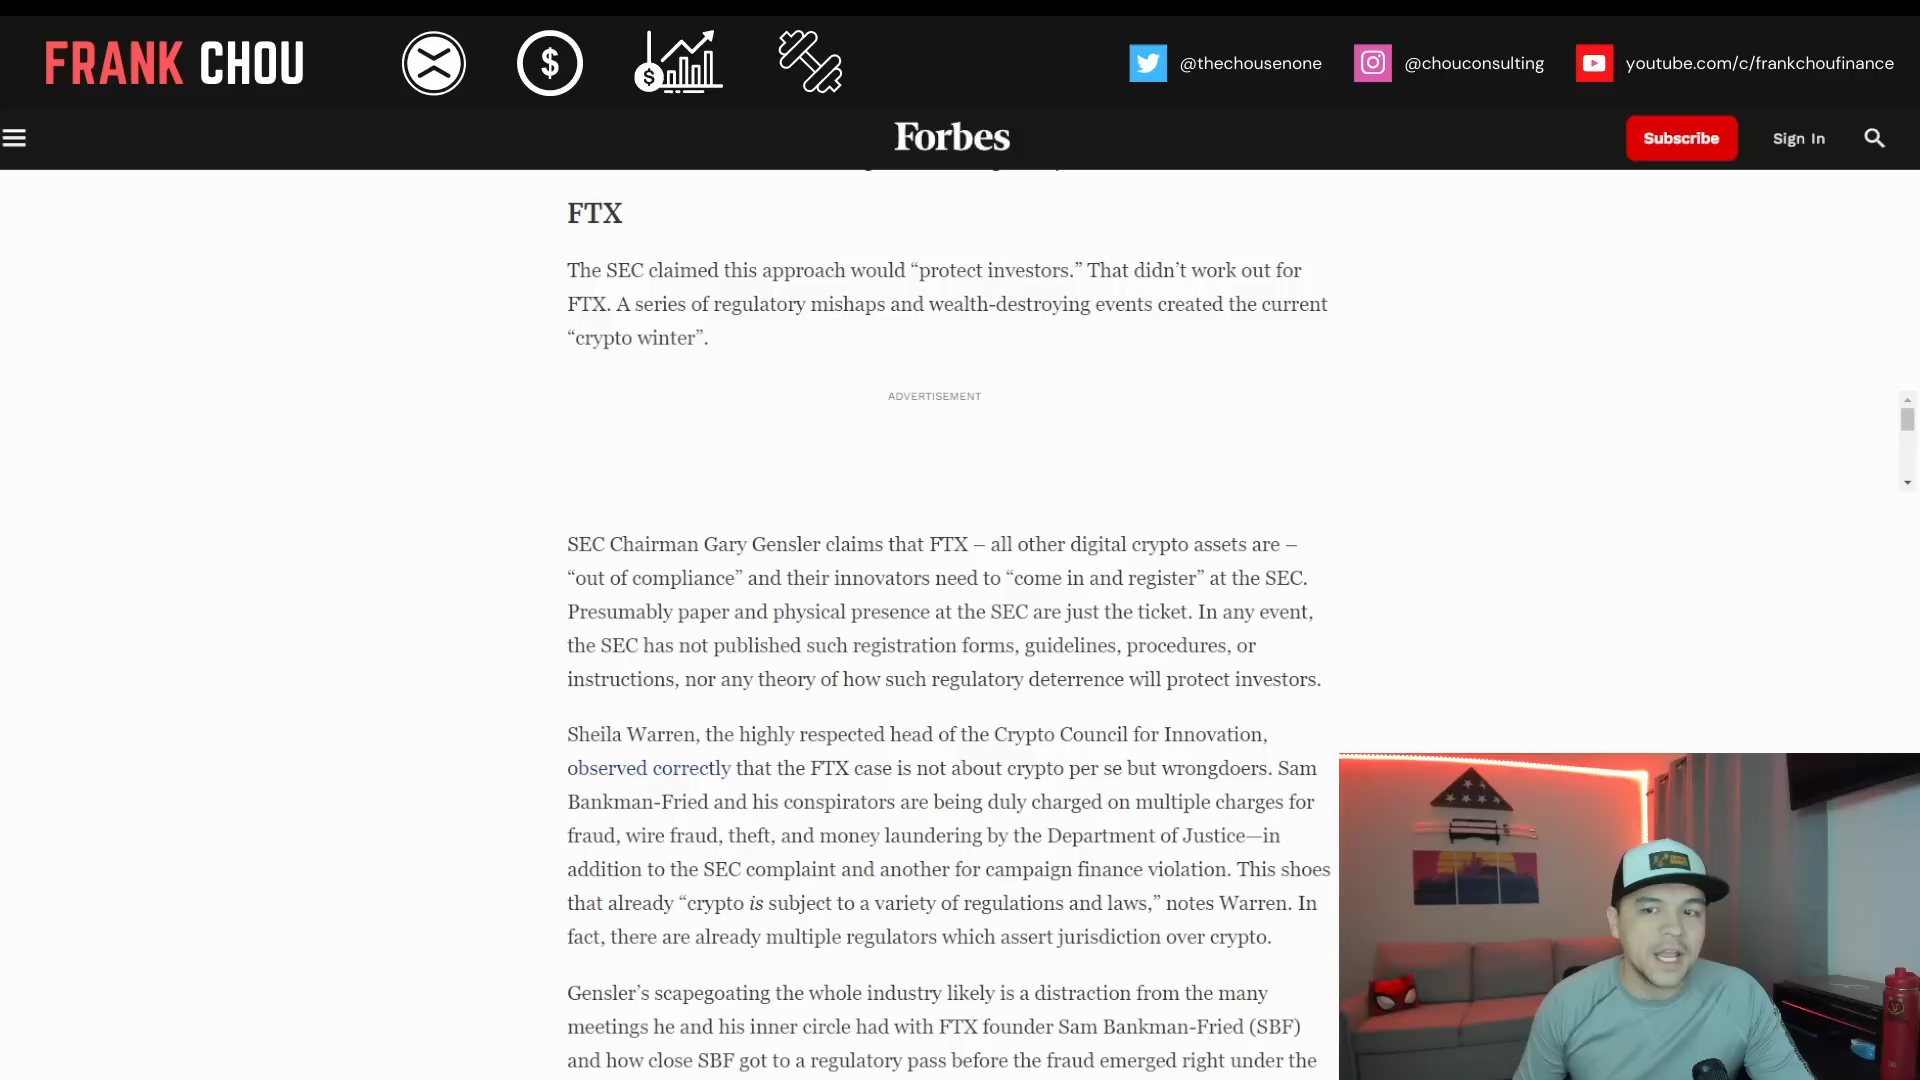 FRANK CHOU
@thechousenone
@chouconsulting
youtube.com/c/frankchoufinance
Forbes
Subscribe
Sign In
FTX
The SEC claimed this approach would “protect investors.” That didn’t work out for
FTX. A series of regulatory mishaps and wealth-destroying events created the current
“crypto winter”.
ADVERTISEMENT
SEC Chairman Gary Gensler claims that FTX – all other digital crypto assets are –
“out of compliance” and their innovators need to “come in and register” at the SEC.
Presumably paper and physical presence at the SEC are just the ticket. In any event,
the SEC has not published such registration forms, guidelines, procedures, or
instructions, nor any theory of how such regulatory deterrence will protect investors.
Sheila Warren, the highly respected head of the Crypto Council for Innovation,
observed correctly that the FTX case is not about crypto per se but wrongdoers. Sam
Bankman-Fried and his conspirators are being duly charged on multiple charges for
fraud, wire fraud, theft, and money laundering by the Department of Justice—in
addition to the SEC complaint and another for campaign finance violation. This shoes
that already “crypto is subject to a variety of regulations and laws,” notes Warren. In
fact, there are already multiple regulators which assert jurisdiction over crypto.
Gensler’s scapegoating the whole industry likely is a distraction from the many
meetings he and his inner circle had with FTX founder Sam Bankman-Fried (SBF)
and how close SBF got to a regulatory pass before the fraud emerged right under the